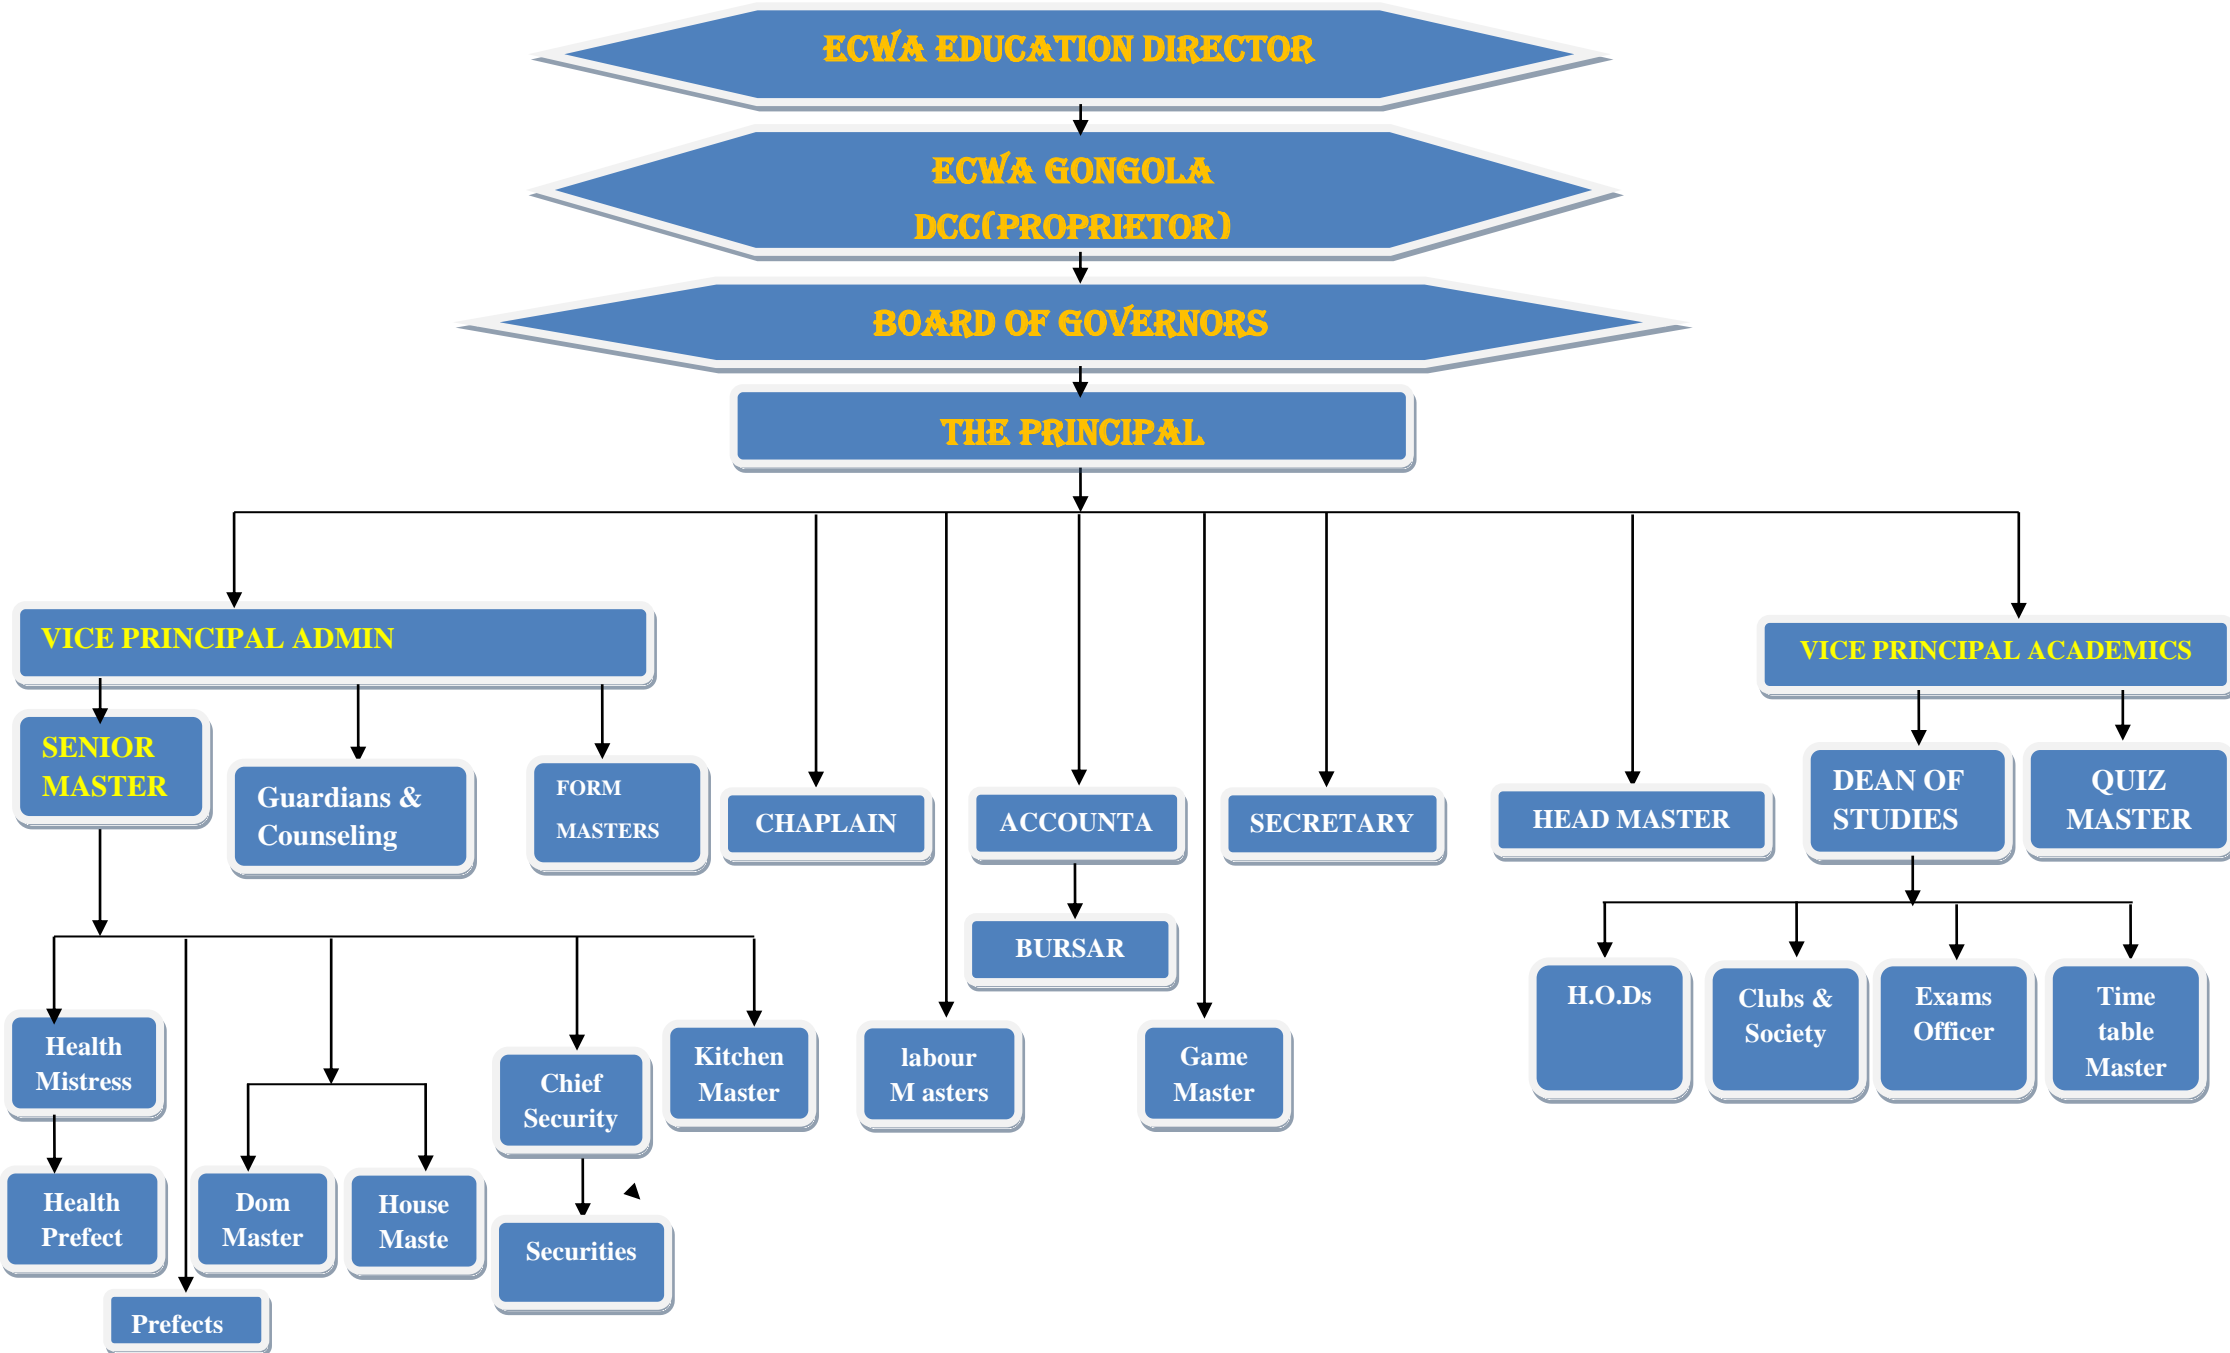 ECWA EDUCATION DIRECTOR
ECWA GONGOLA
DCC(PROPRIETOR)
BOARD OF GOVERNORS
THE PRINCIPAL
VICE PRINCIPAL ADMIN
VICE PRINCIPAL ACADEMICS
SENIOR
MASTER
Guardians &
Counseling
FORM
MASTERS
CHAPLAIN
ACCOUNTA
SECRETARY
HEAD MASTER
DEAN OF
STUDIES
QUIZ
MASTER
BURSAR
Health
Mistress
Chief
Security
Kitchen
Master
labour
M asters
Game
Master
H.O.Ds
Clubs &
Society
Exams
Officer
Time
table
Master
Health
Prefect
Dom
Master
House
Maste
Securities
Prefects